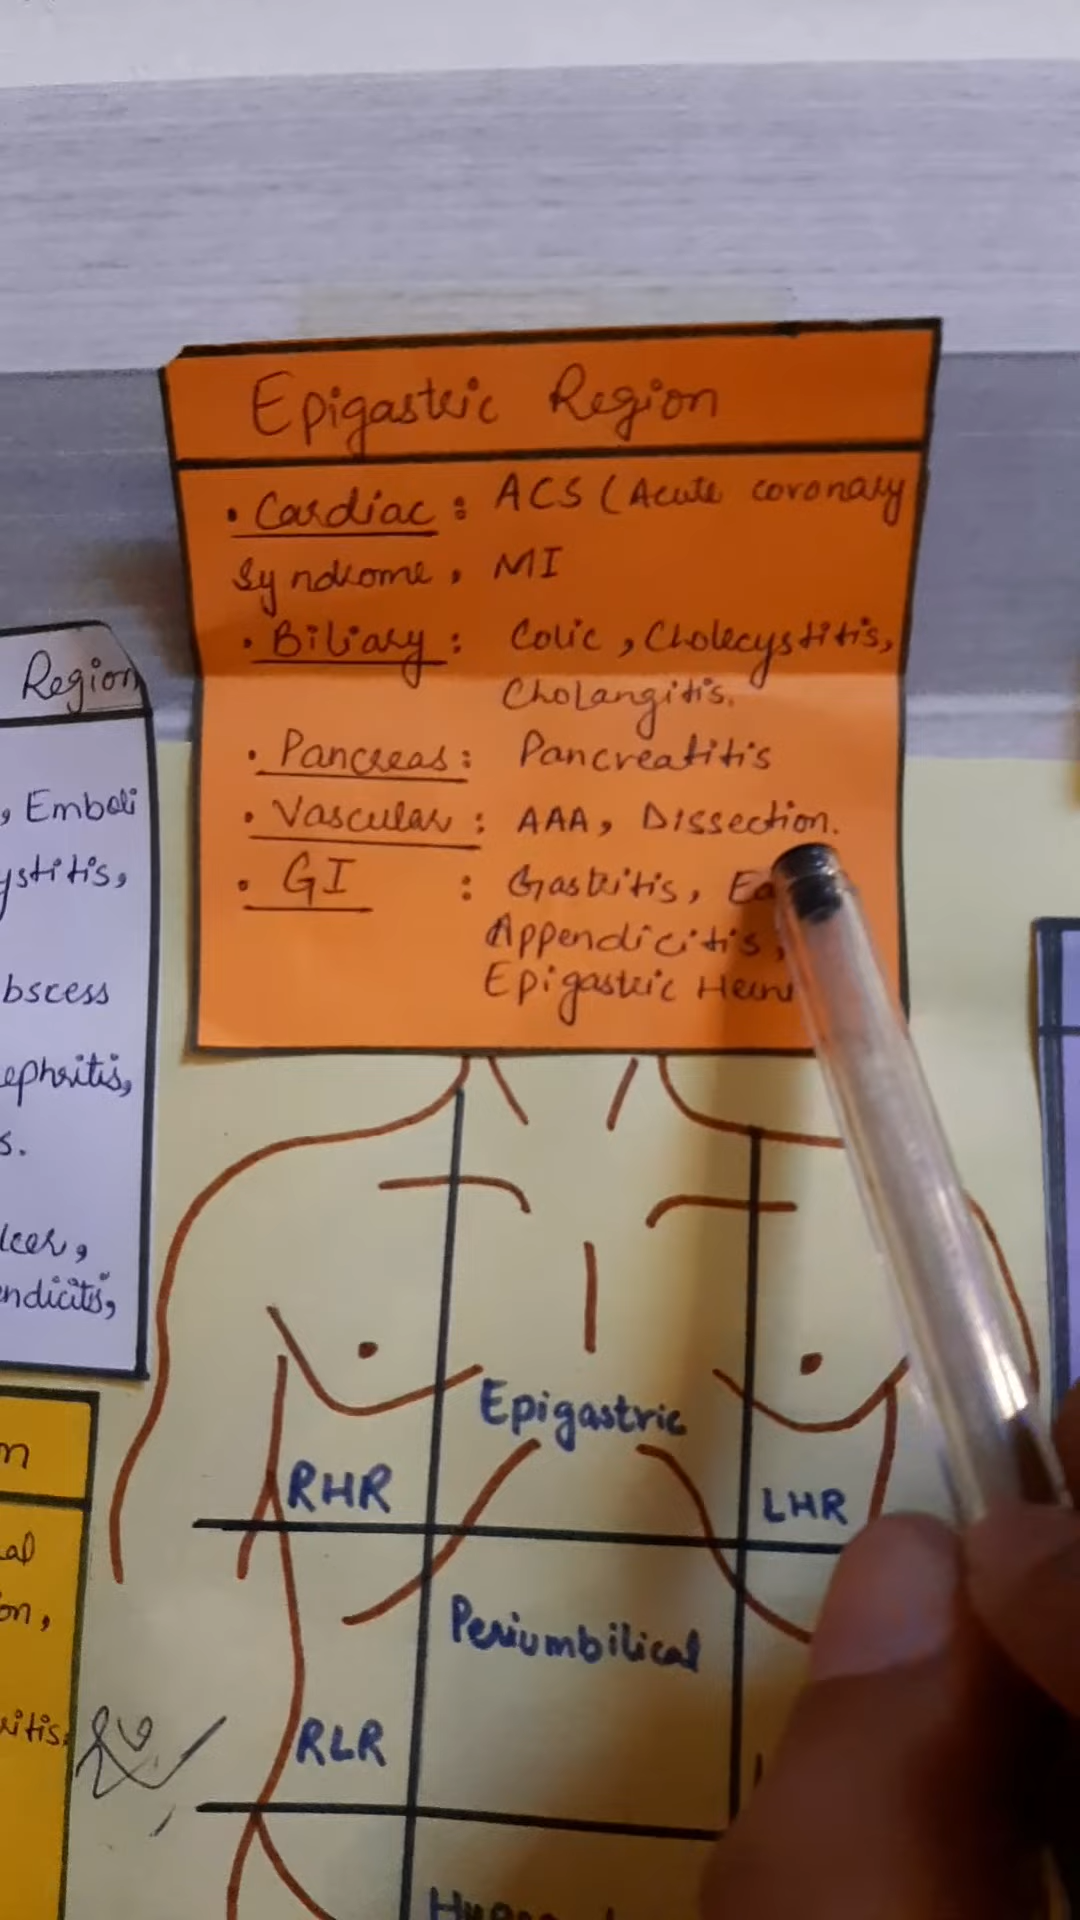 Epigastric Region
• Cardiac : ACS (Acute coronary
Syndrome, MI
• Biliary : Colic, Cholecystitis,
Cholangitis.
• Pancreas : Pancreatitis
• Vascular : AAA, Dissection.
• GI : Gastritis,
Appendicitis,
Epigastric
Region
, Emboli
ystitis,
bscess
ephritis,
s.
lcer,
endicitis,
n
al
on,
ritis
Epigastric
RHR
LHR
Periumbilical
RLR